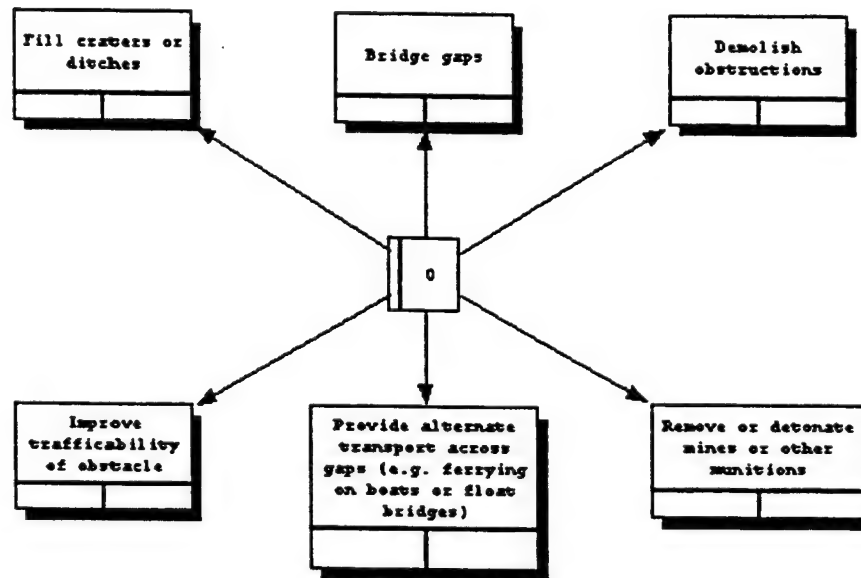 Fill craters or
ditches
Bridge gaps
Demolish
obstructions
O
Improve
trafficability
of obstacle
Provide alternate
transport across
gaps (e.g. ferrying
on boats or float
bridges)
Remove or detonate
mines or other
munitions